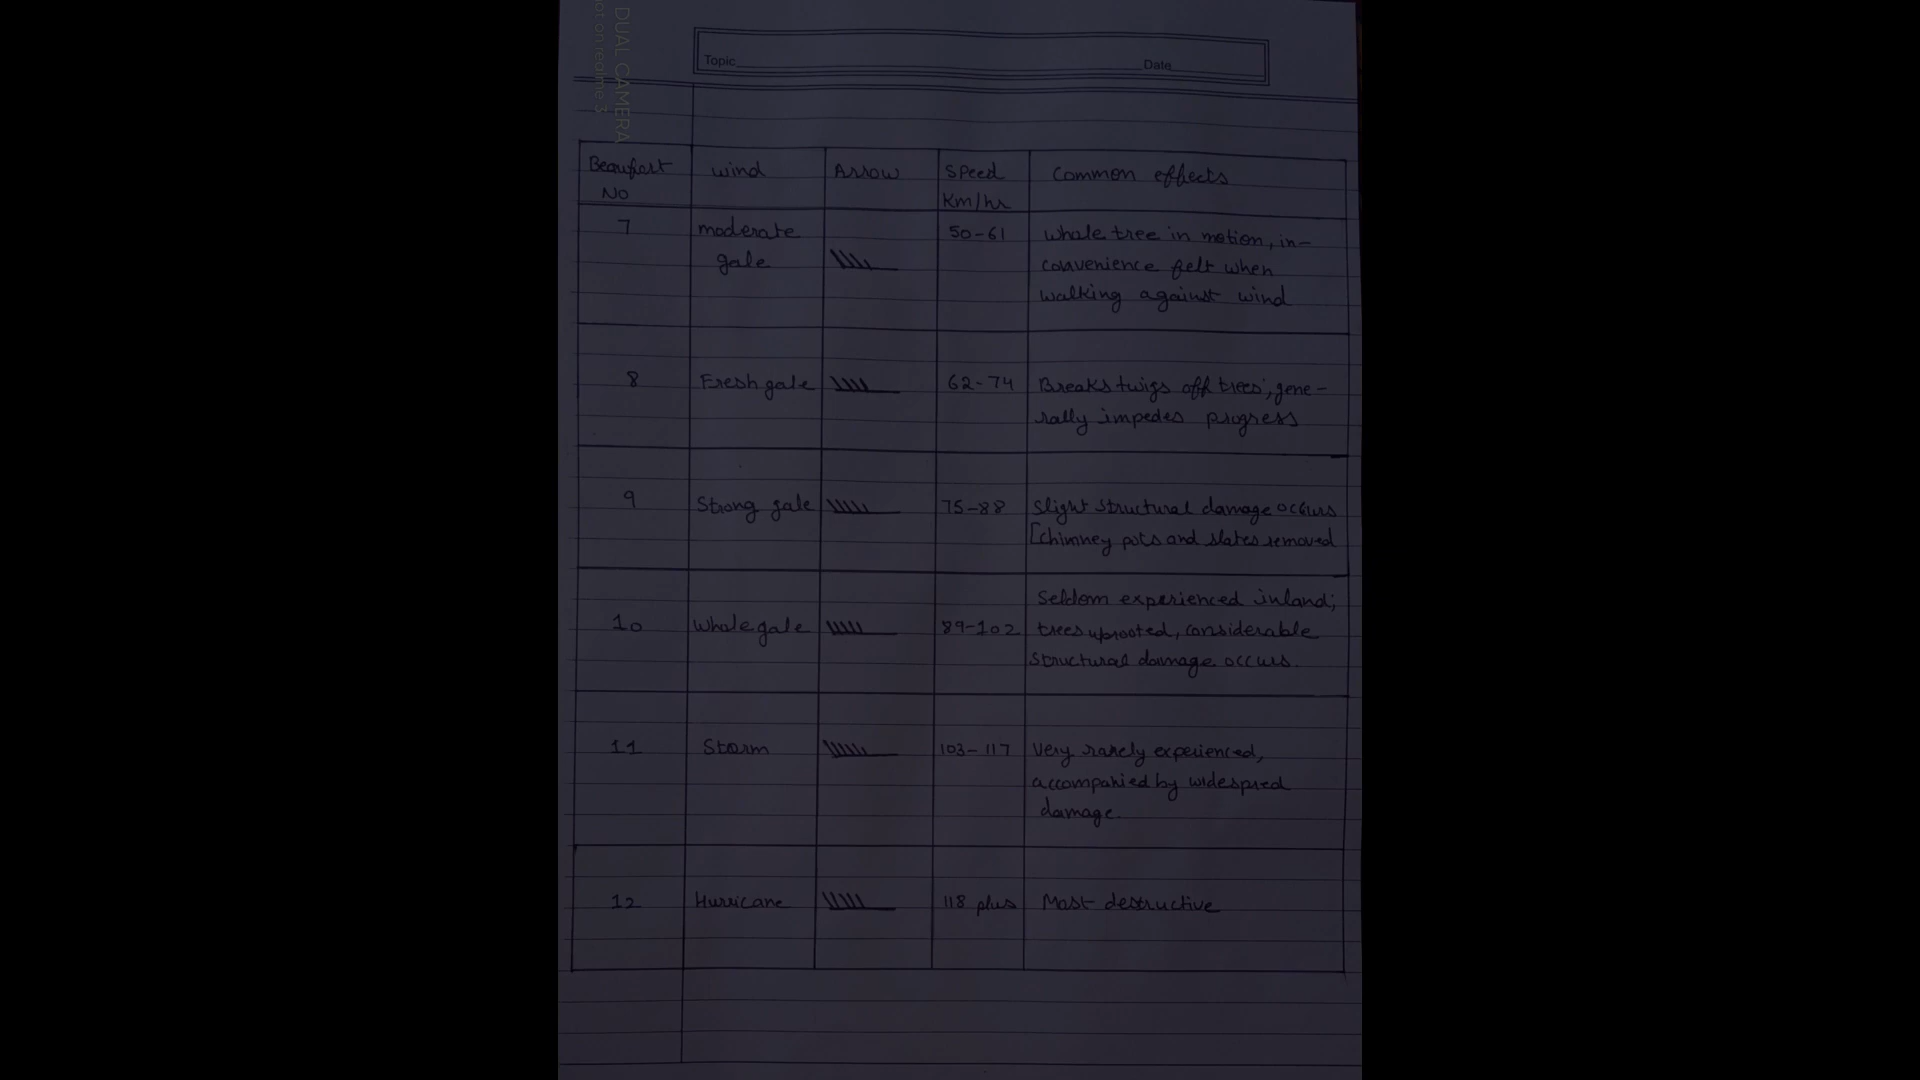 DUAL CAMERA
Topic Date
Beaufort wind Arrow Speed Common effects
No Km/hr
7 moderate 50-61 whole tree in motion, in-
gale convenience felt when
walking against wind
8 Fresh gale 62-74 Breaks twigs off trees; gene-
rally impedes progress
9 Strong gale 75-88 slight structural damage occurs
[chimney pots and slates removed
Seldom experienced inland;
10 whole gale 89-102 trees uprooted, considerable
structural damage occurs.
11 Storm 103-117 Very rarely experienced,
accompanied by widespred
damage.
12 Hurricane 118 plus Most destructive